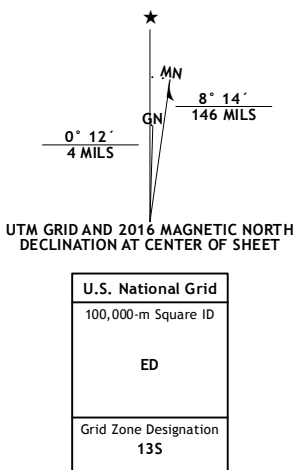 ★
MN
8° 14´
146 MILS
GN
0° 12´
4 MILS
UTM GRID AND 2016 MAGNETIC NORTH
DECLINATION AT CENTER OF SHEET
U.S. National Grid
100,000-m Square ID
ED
Grid Zone Designation
13S